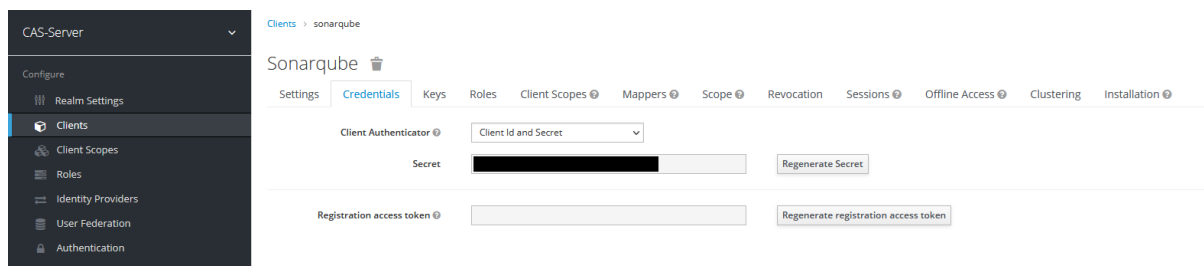 CAS-Server
Clients > sonarqube
Sonarqube
Configure
Realm Settings
Clients
Client Scopes
Roles
Identity Providers
User Federation
Authentication
Settings Credentials Keys Roles Client Scopes Mappers Scope Revocation Sessions Offline Access Clustering Installation
Client Authenticator Client Id and Secret
Secret Regenerate Secret
Registration access token Regenerate registration access token